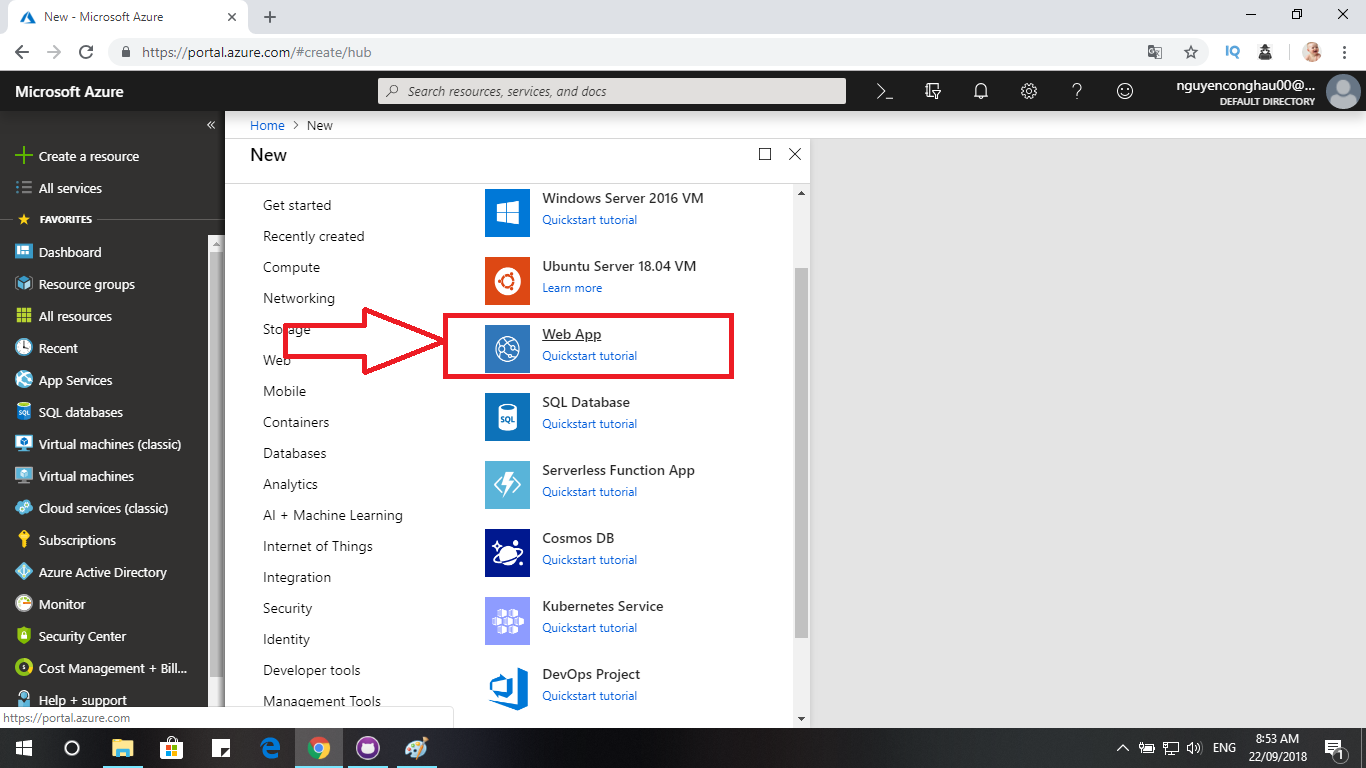 New - Microsoft Azure
https://portal.azure.com/#create/hub
IQ
Microsoft Azure
Search resources, services, and docs
nguyenconghau00@...
DEFAULT DIRECTORY
Create a resource
All services
FAVORITES
Dashboard
Resource groups
All resources
Recent
App Services
SQL databases
Virtual machines (classic)
Virtual machines
Cloud services (classic)
Subscriptions
Azure Active Directory
Monitor
Security Center
Cost Management + Bill...
Help + support
https://portal.azure.com
Home > New
New
Get started
Recently created
Compute
Networking
Storage
Web
Mobile
Containers
Databases
Analytics
AI + Machine Learning
Internet of Things
Integration
Security
Identity
Developer tools
Management Tools
Windows Server 2016 VM
Quickstart tutorial
Ubuntu Server 18.04 VM
Learn more
Web App
Quickstart tutorial
SQL
SQL Database
Quickstart tutorial
Serverless Function App
Quickstart tutorial
Cosmos DB
Quickstart tutorial
Kubernetes Service
Quickstart tutorial
DevOps Project
Quickstart tutorial
ENG
8:53 AM
22/09/2018
1